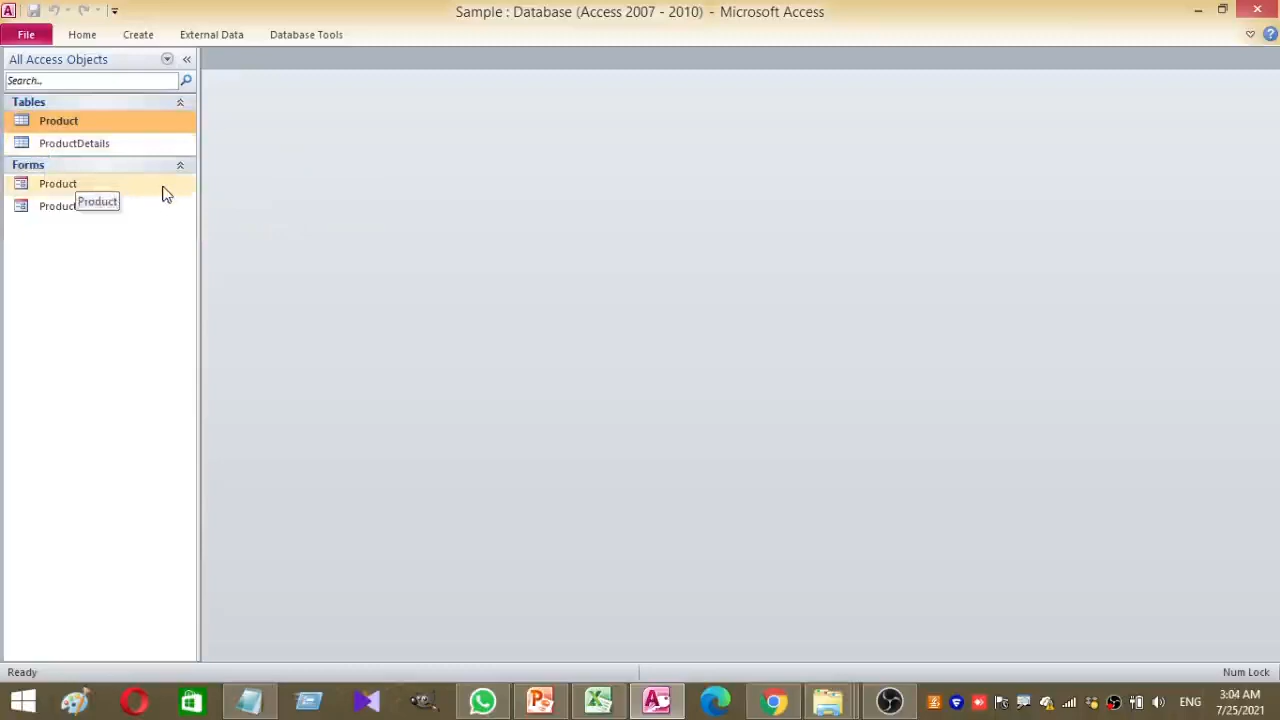 Sample : Database (Access 2007 - 2010) - Microsoft Access
File Home Create External Data Database Tools
All Access Objects
Search...
Tables
Product
ProductDetails
Forms
Product
Product
Product
Ready Num Lock
ENG
3:04 AM
7/25/2021